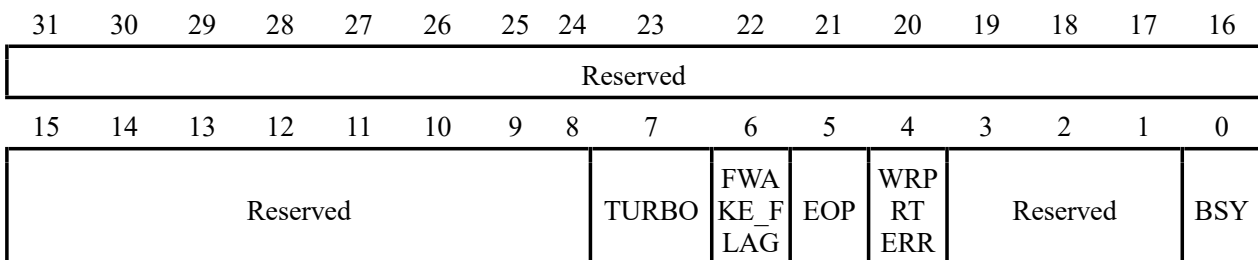 31 30 29 28 27 26 25 24 23 22 21 20 19 18 17 16
Reserved
15 14 13 12 11 10 9 8 7 6 5 4 3 2 1 0
Reserved TURBO FWA KE_F LAG EOP WRP RT ERR Reserved BSY